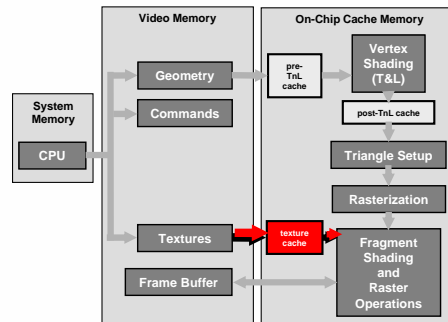 Video Memory
On-Chip Cache Memory
Geometry
pre-
TnL
cache
Vertex
Shading
(T&L)
System
Memory
Commands
post-TnL cache
CPU
Triangle Setup
Rasterization
Textures
texture
cache
Fragment
Shading
and
Raster
Operations
Frame Buffer